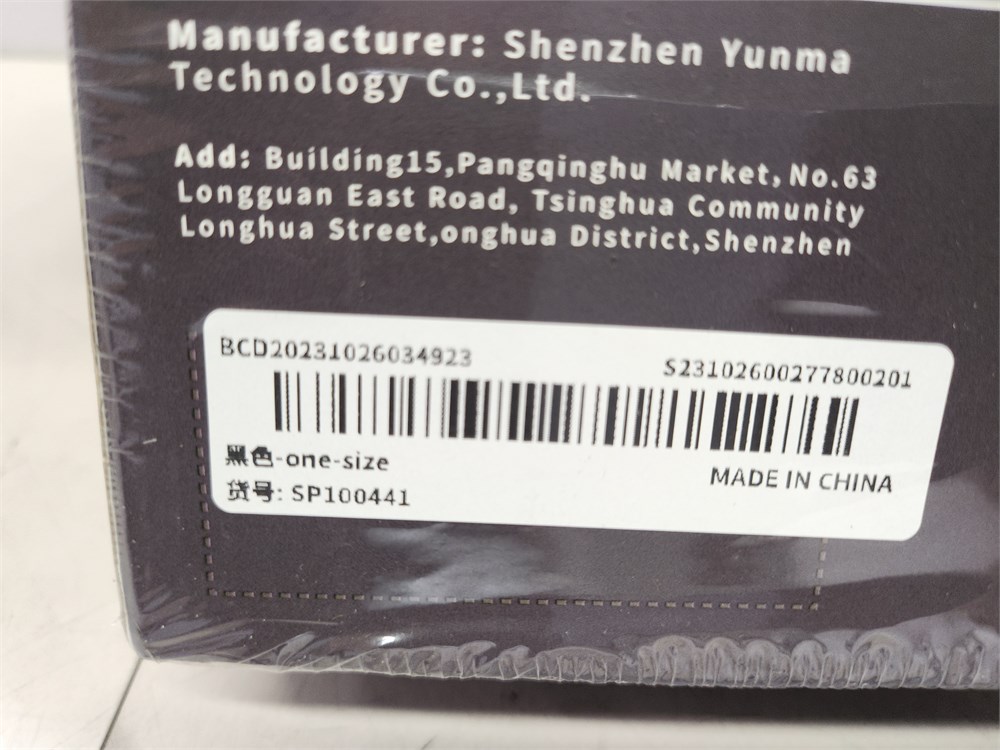 Manufacturer: Shenzhen Yunma
Technology Co.,Ltd.
Add: Building15,Pangqinghu Market,No.63
Longguan East Road, Tsinghua Community
Longhua Street,onghua District,Shenzhen
BCD20231026034923
S23102600277800201
黑色-one-size
货号: SP100441
MADE IN CHINA